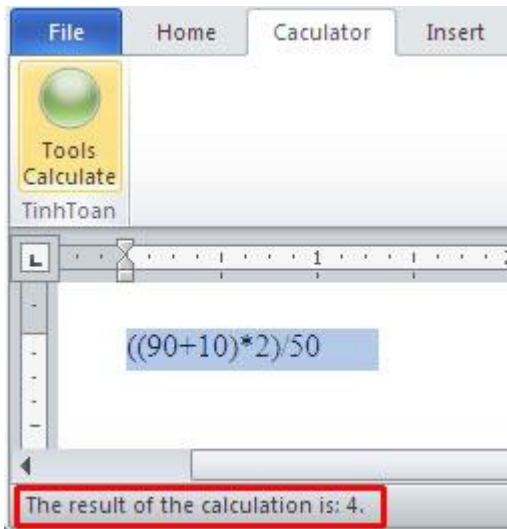 File Home Caculator Insert
Tools
Calculate
TinhToan
L 1
((90+10)*2)/50
The result of the calculation is: 4.